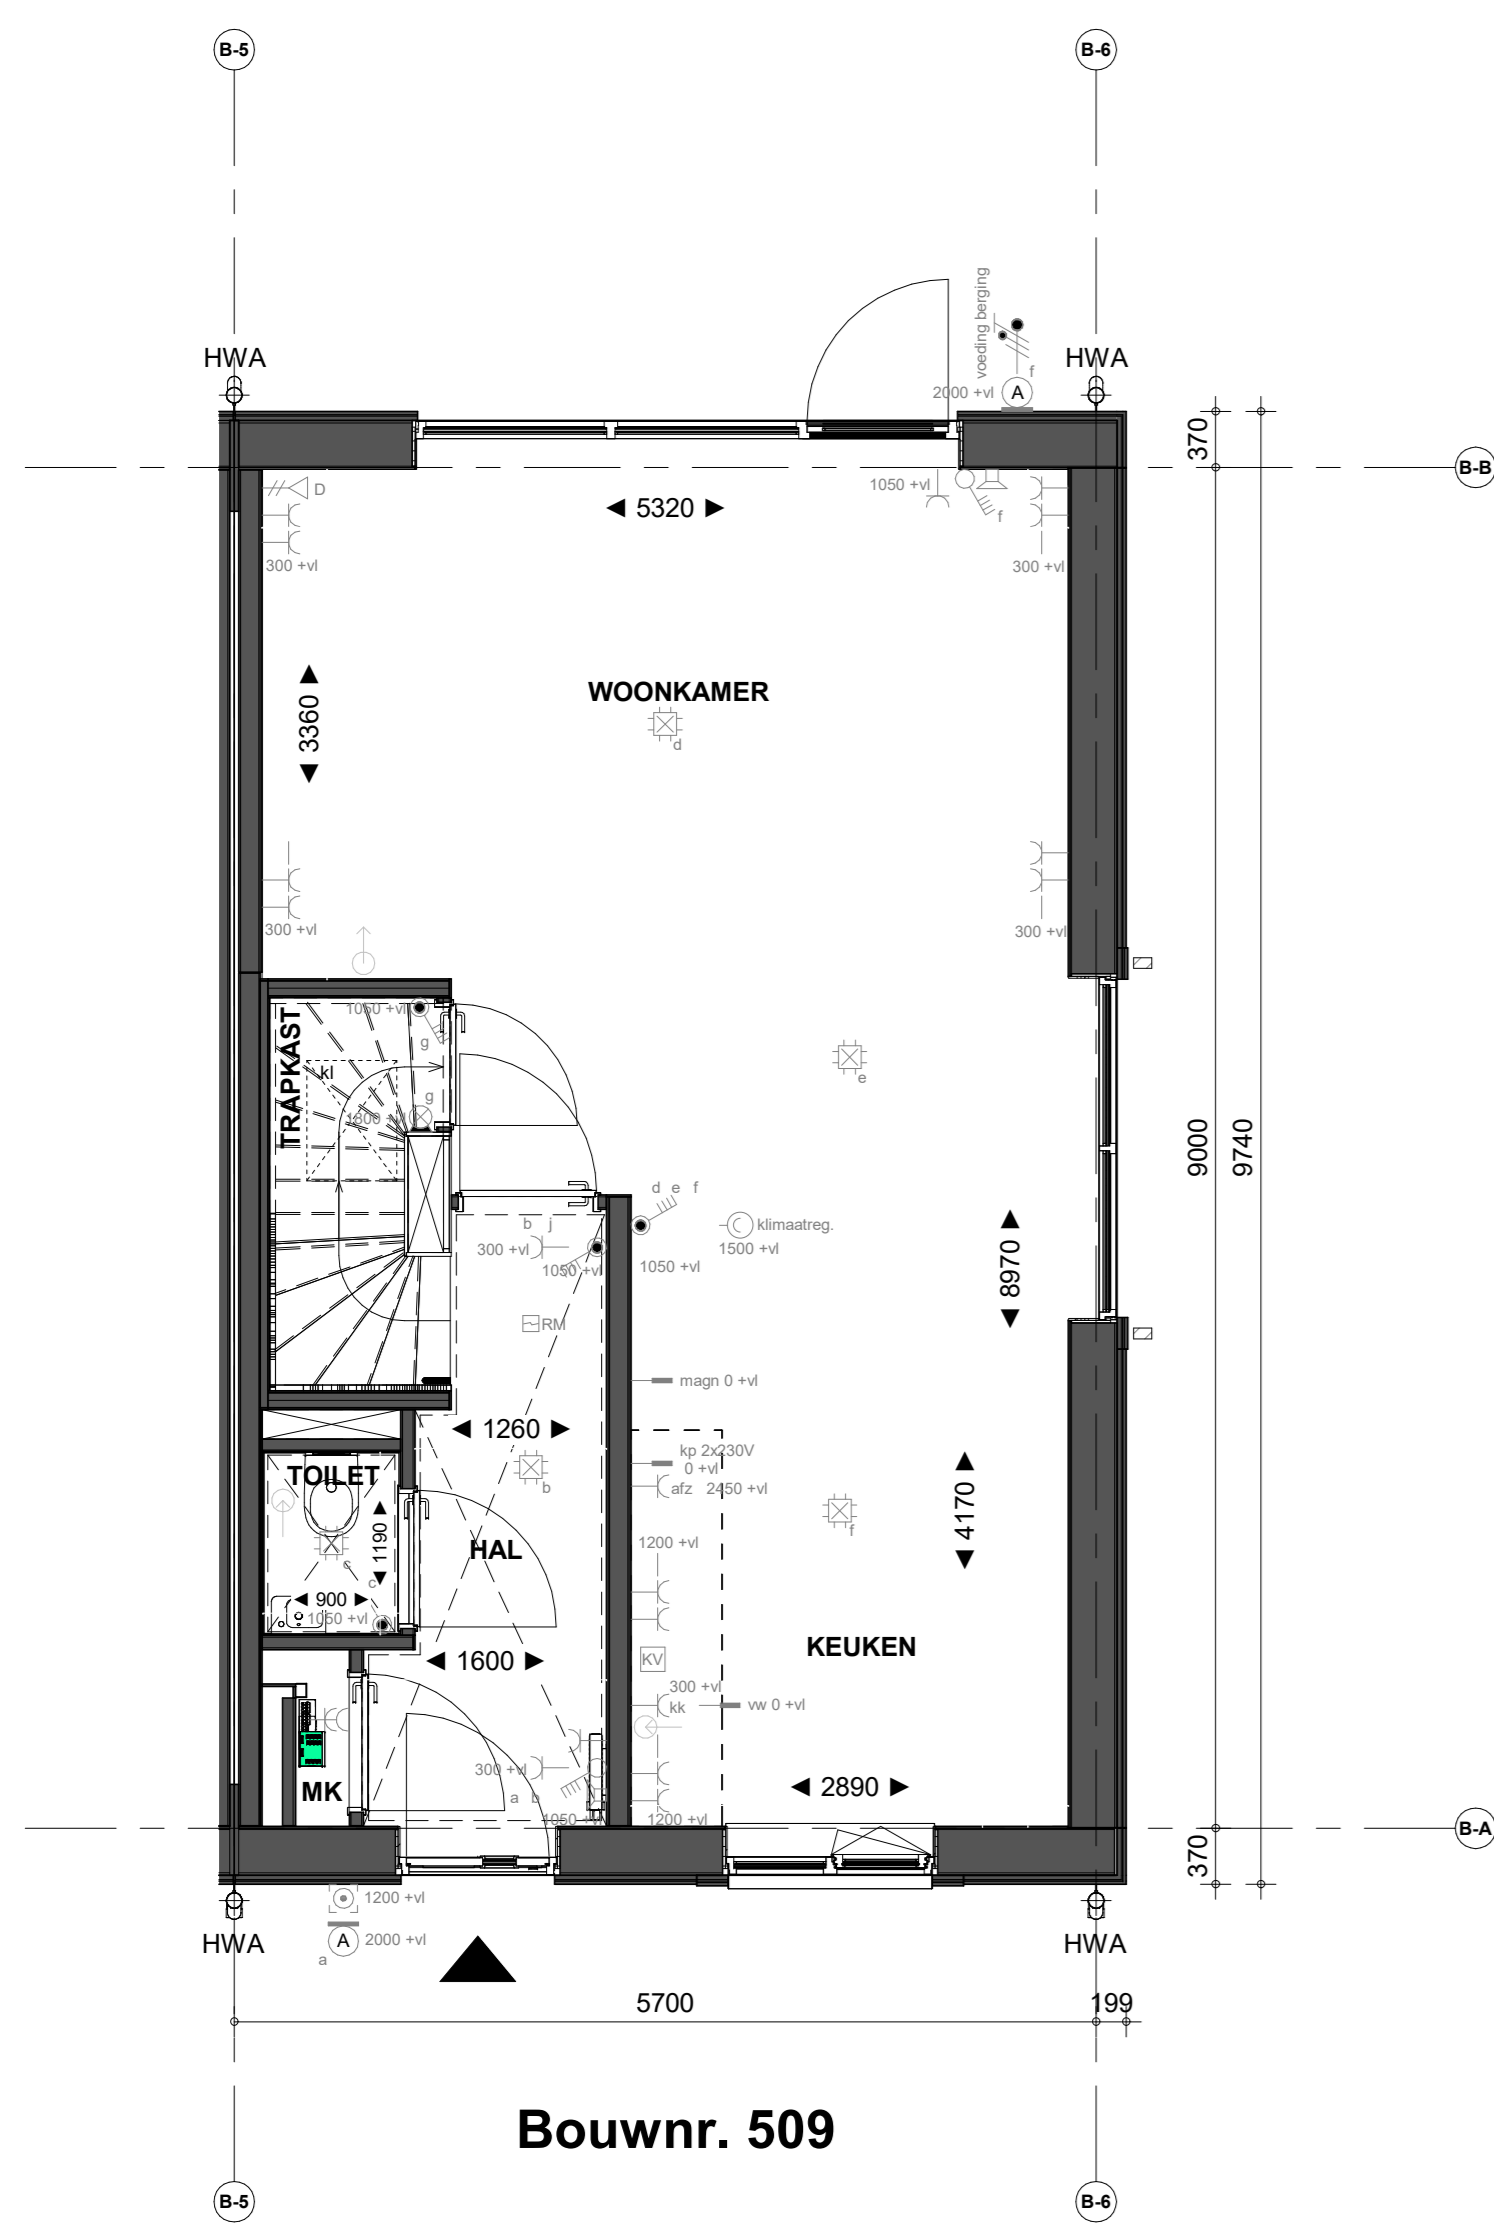 B-5
B-6
HWA
HWA
voeding berging
f
2000 +vl
A
370
B-B
D
300 +vl
5320
1050 +vl
f
300 +vl
3360
WOONKAMER
d
300 +vl
300 +vl
TRAPKAST
1050 +vl
g
kl
g
1800 +vl
e
9000
9740
d e f
b j
300 +vl
1050 +vl
1050 +vl
klimaatreg.
1500 +vl
8970
RM
magn 0 +vl
1260
kp 2x230V
0 +vl
afz 2450 +vl
TOILET
b
f
4170
1190
HAL
c
c
900
1050 +vl
1200 +vl
1600
KV
KEUKEN
300 +vl
kk
vw 0 +vl
300 +vl
a b
1050 +vl
MK
1200 +vl
2890
B-A
370
1200 +vl
A
2000 +vl
a
HWA
HWA
5700
199
Bouwnr. 509
B-5
B-6